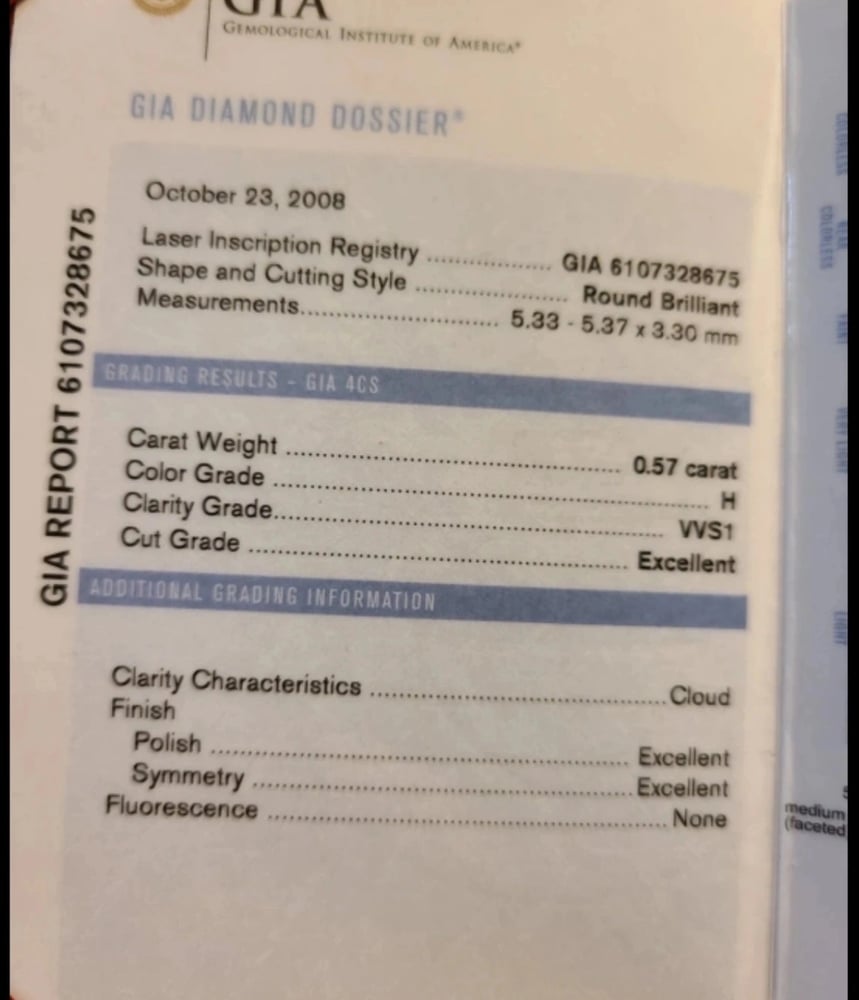 GIA
GEMOLOGICAL INSTITUTE OF AMERICA®
GIA DIAMOND DOSSIER®
October 23, 2008
Laser Inscription Registry .................. GIA 6107328675
Shape and Cutting Style .................. Round Brilliant
Measurements.................. 5.33 - 5.37 x 3.30 mm
GIA REPORT 6107328675
GRADING RESULTS - GIA 4CS
Carat Weight .................. 0.57 carat
Color Grade .................. H
Clarity Grade.................. VVS1
Cut Grade .................. Excellent
ADDITIONAL GRADING INFORMATION
Clarity Characteristics .................. Cloud
Finish
Polish .................. Excellent
Symmetry .................. Excellent
Fluorescence .................. None
COLORLESS
COLORLESS
LIGHT
medium
(faceted